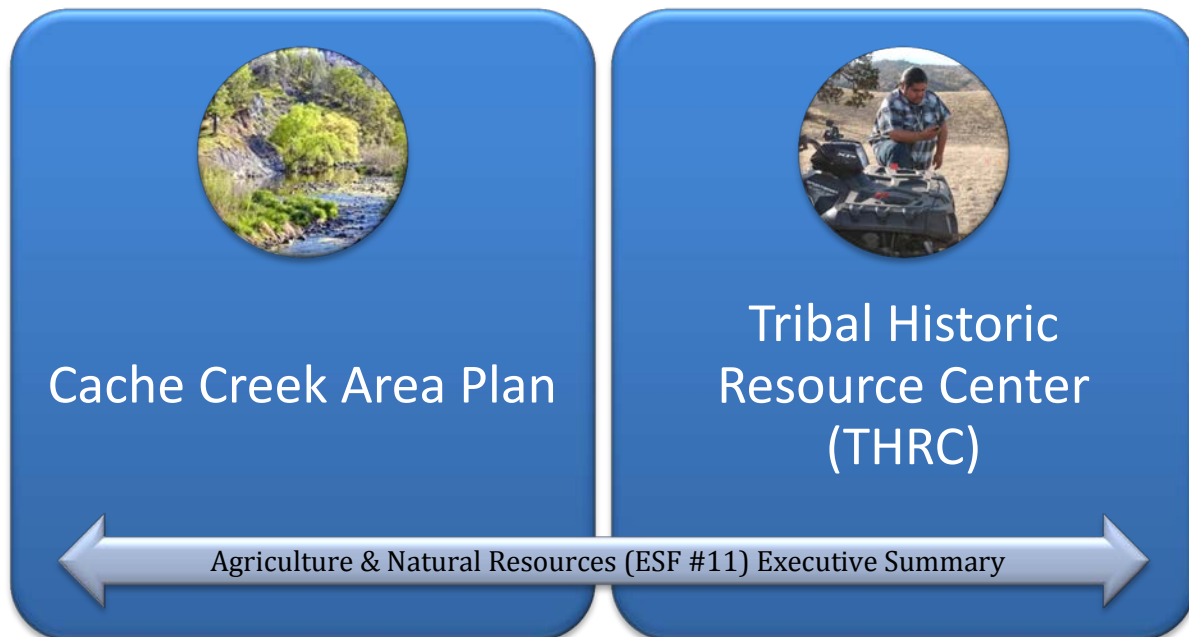 Cache Creek Area Plan
Tribal Historic
Resource Center
(THRC)
Agriculture & Natural Resources (ESF #11) Executive Summary